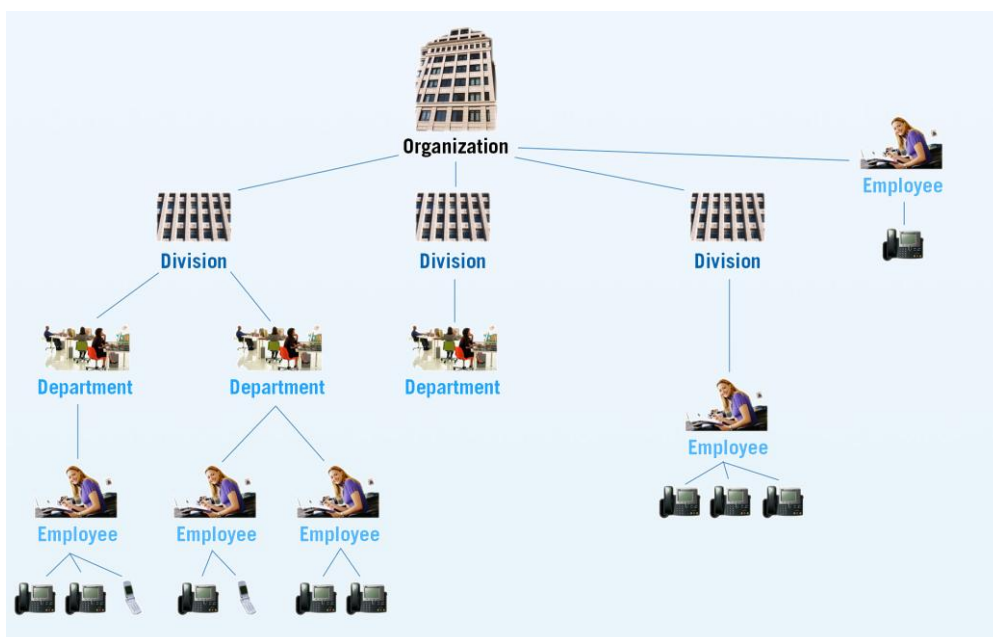 Organization
Employee
Division
Division
Division
Department
Department
Department
Employee
Employee
Employee
Employee